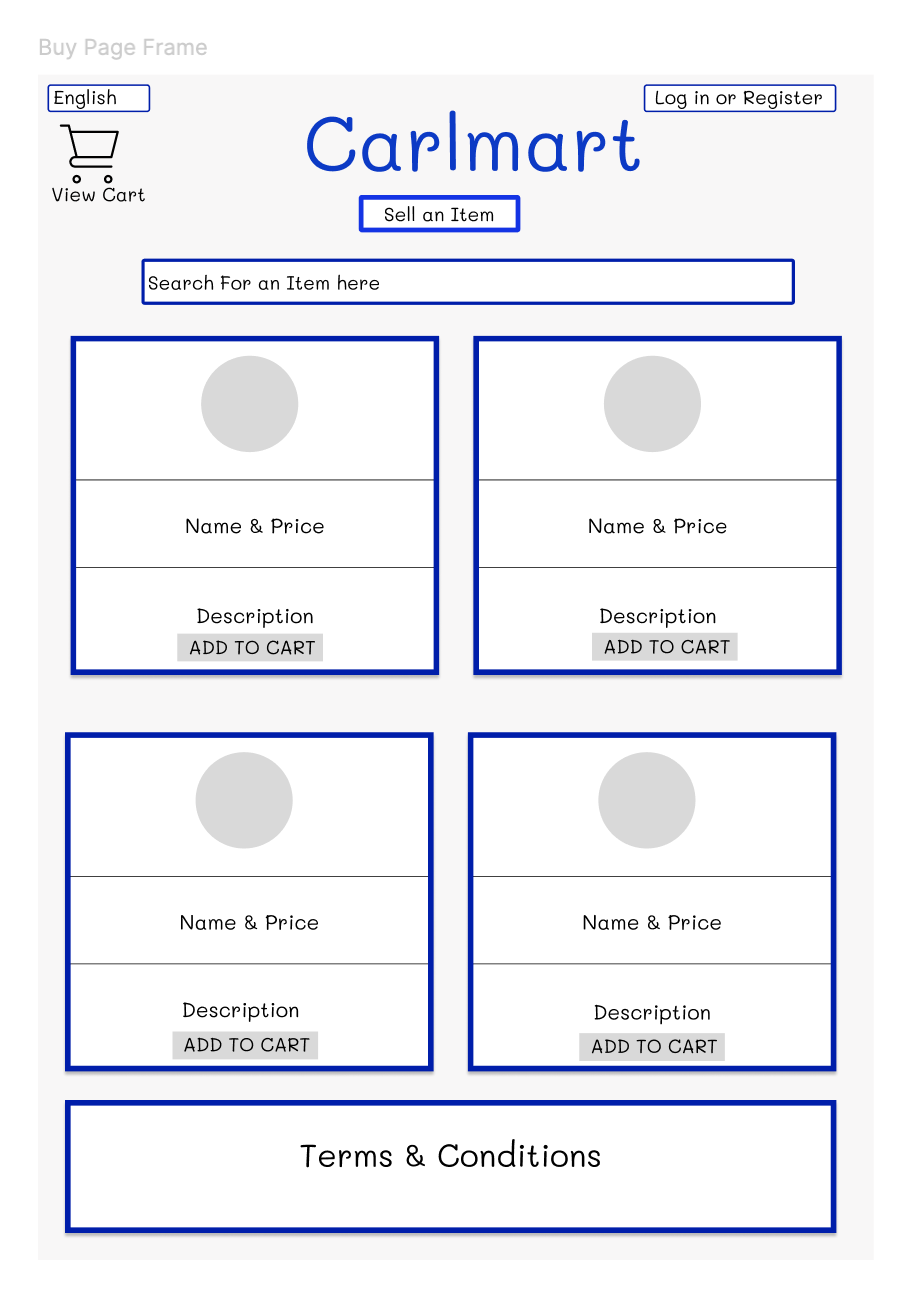 Buy Page Frame
English
Log in or Register
Carlmart
View Cart
Sell an Item
Search For an Item here
Name & Price
Description
ADD TO CART
Name & Price
Description
ADD TO CART
Name & Price
Description
ADD TO CART
Name & Price
Description
ADD TO CART
Terms & Conditions